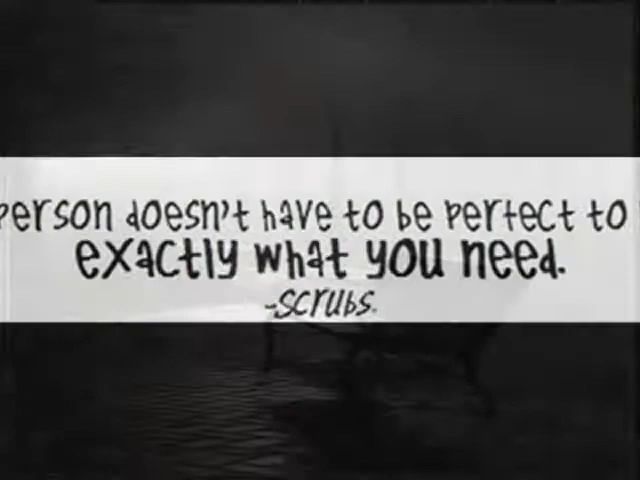 person doesn't have to be perfect to
exactly what you need.
-scrubs.